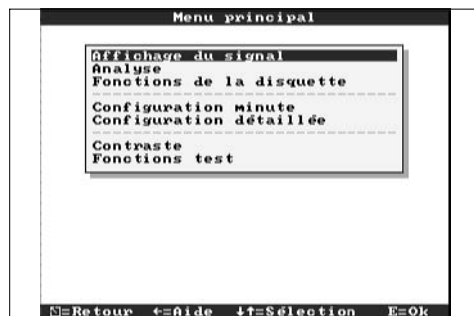 Menu principal
Affichage du signal
Analyse
Fonctions de la disquette
Configuration minute
Configuration détaillée
Contraste
Fonctions test
=Retour ←=Aide ↓↑=Sélection E=Ok